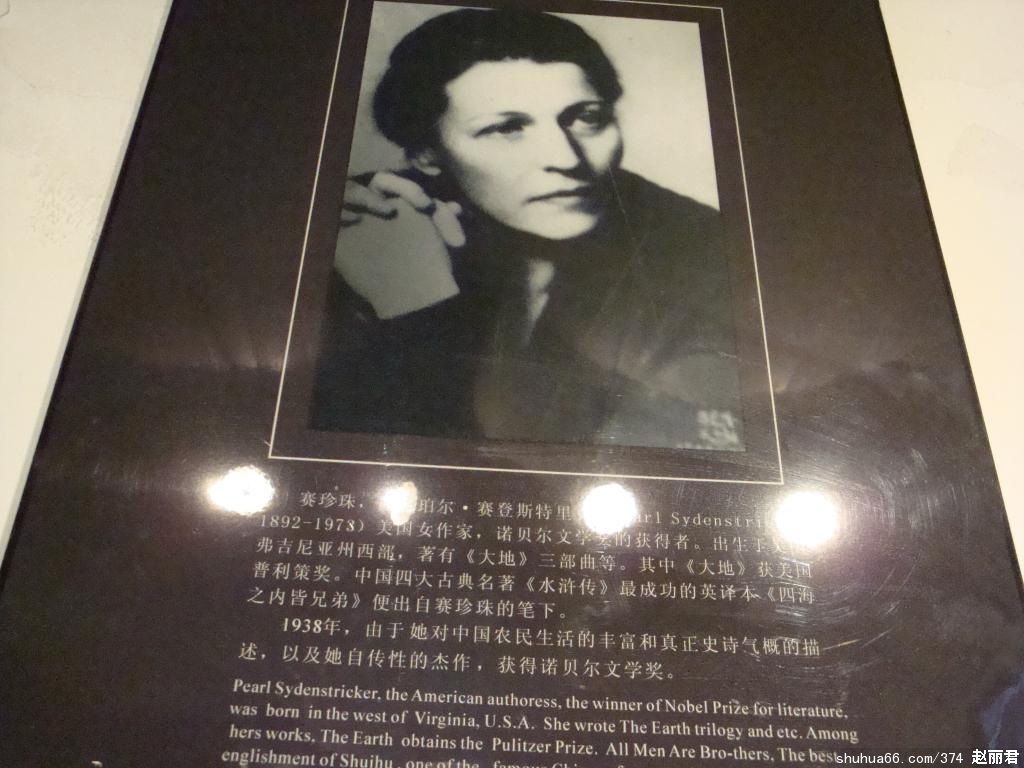 赛珍珠， 珀尔·赛登斯特里 arl Sydenstri
1892-1978）美国女作家，诺贝尔文学奖的获得者。出生于
弗吉尼亚州西部，著有《大地》三部曲等。其中《大地》获美国
普利策奖。中国四大古典名著《水浒传》最成功的英译本《四海
之内皆兄弟》便出自赛珍珠的笔下。
1938年，由于她对中国农民生活的丰富和真正史诗气概的描
述，以及她自传性的杰作，获得诺贝尔文学奖。
Pearl Sydenstricker, the American authoress, the winner of Nobel Prize for literature,
was born in the west of Virginia, U.S.A. She wrote The Earth trilogy and etc. Among
hers works, The Earth obtains the Pulitzer Prize. All Men Are Bro-thers, The best
englishment of Shuihu, one of the famous
shuhua66.com/374 赵丽君